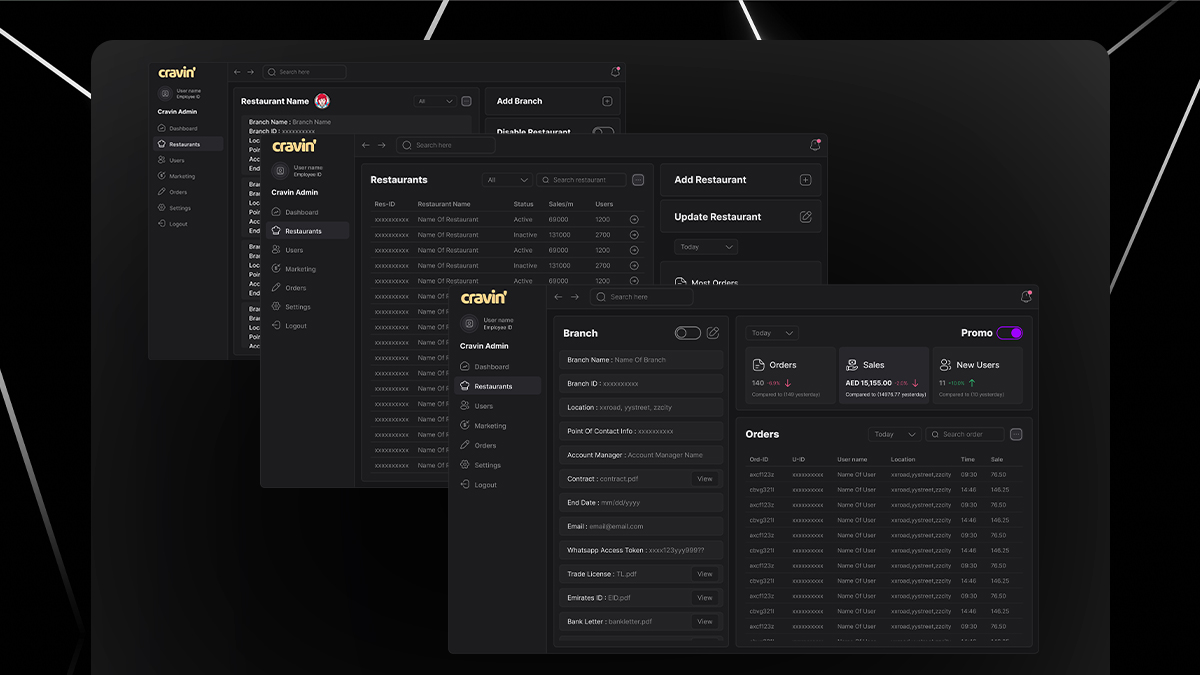 cravin'
Search here
User name
Employee ID
Cravin Admin
Dashboard
Restaurants
Users
Marketing
Orders
Settings
Logout
Restaurant Name
All
Branch Name : Branch Name
Branch ID : xxxxxxxxxx
Add Branch
Disable Restaurant
cravin'
Search here
User name
Employee ID
Cravin Admin
Dashboard
Restaurants
Users
Marketing
Orders
Settings
Logout
Restaurants
All
Search restaurant
Res-ID Restaurant Name Status Sales/m Users
xxxxxxxxxx Name Of Restaurant Active 69000 1200
xxxxxxxxxx Name Of Restaurant Inactive 131000 2700
xxxxxxxxxx Name Of Restaurant Active 69000 1200
xxxxxxxxxx Name Of Restaurant Inactive 131000 2700
xxxxxxxxxx Name Of Restaurant Active 69000 1200
Add Restaurant
Update Restaurant
Today
Most Orders
cravin'
Search here
User name
Employee ID
Cravin Admin
Dashboard
Restaurants
Users
Marketing
Orders
Settings
Logout
Branch
Branch Name : Name Of Branch
Branch ID : xxxxxxxxxx
Location : xxroad, yystreet, zzcity
Point Of Contact Info : xxxxxxxxxx
Account Manager : Account Manager Name
Contract : contract.pdf View
End Date : mm/dd/yyyy
Email : email@email.com
Whatsapp Access Token : xxxx123yyy999??
Trade License : TL.pdf View
Emirates ID : EID.pdf View
Bank Letter : bankletter.pdf View
Today
Promo
Orders
140 -6.9%
Compared to (149 yesterday)
Sales
AED 15,155.00
Compared to (14976.77 yesterday)
New Users
11 +10.0%
Compared to (10 yesterday)
Orders
Today
Search order
Ord-ID U-ID User name Location Time Sale
axcf123z xxxxxxxxxx Name Of User xxroad,yystreet,zzcity 09:30 76.50
cbvg321l xxxxxxxxxx Name Of User xxroad,yystreet,zzcity 14:46 146.25
axcf123z xxxxxxxxxx Name Of User xxroad,yystreet,zzcity 09:30 76.50
cbvg321l xxxxxxxxxx Name Of User xxroad,yystreet,zzcity 14:46 146.25
axcf123z xxxxxxxxxx Name Of User xxroad,yystreet,zzcity 09:30 76.50
cbvg321l xxxxxxxxxx Name Of User xxroad,yystreet,zzcity 14:46 146.25
axcf123z xxxxxxxxxx Name Of User xxroad,yystreet,zzcity 09:30 76.50
cbvg321l xxxxxxxxxx Name Of User xxroad,yystreet,zzcity 14:46 146.25
axcf123z xxxxxxxxxx Name Of User xxroad,yystreet,zzcity 09:30 76.50
cbvg321l xxxxxxxxxx Name Of User xxroad,yystreet,zzcity 14:46 146.25
axcf123z xxxxxxxxxx Name Of User xxroad,yystreet,zzcity 09:30 76.50